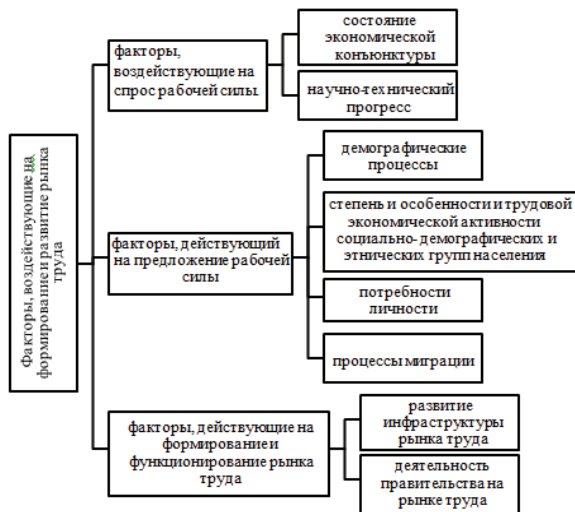 Факторы, воздействующие на
формирование и развитие рынка
труда
факторы,
воздействующие на
спрос рабочей силы.
состояние
экономической
конъюнктуры
научно-технический
прогресс
факторы, действующий
на предложение рабочей
силы
демографические
процессы
степень и особенности и трудовой
экономической активности
социально- демографических и
этнических групп населения
потребности
личности
процессы миграции
факторы, действующие на
формирование и
функционирование рынка
труда
развитие
инфраструктуры
рынка труда
деятельность
правительства на
рынке труда